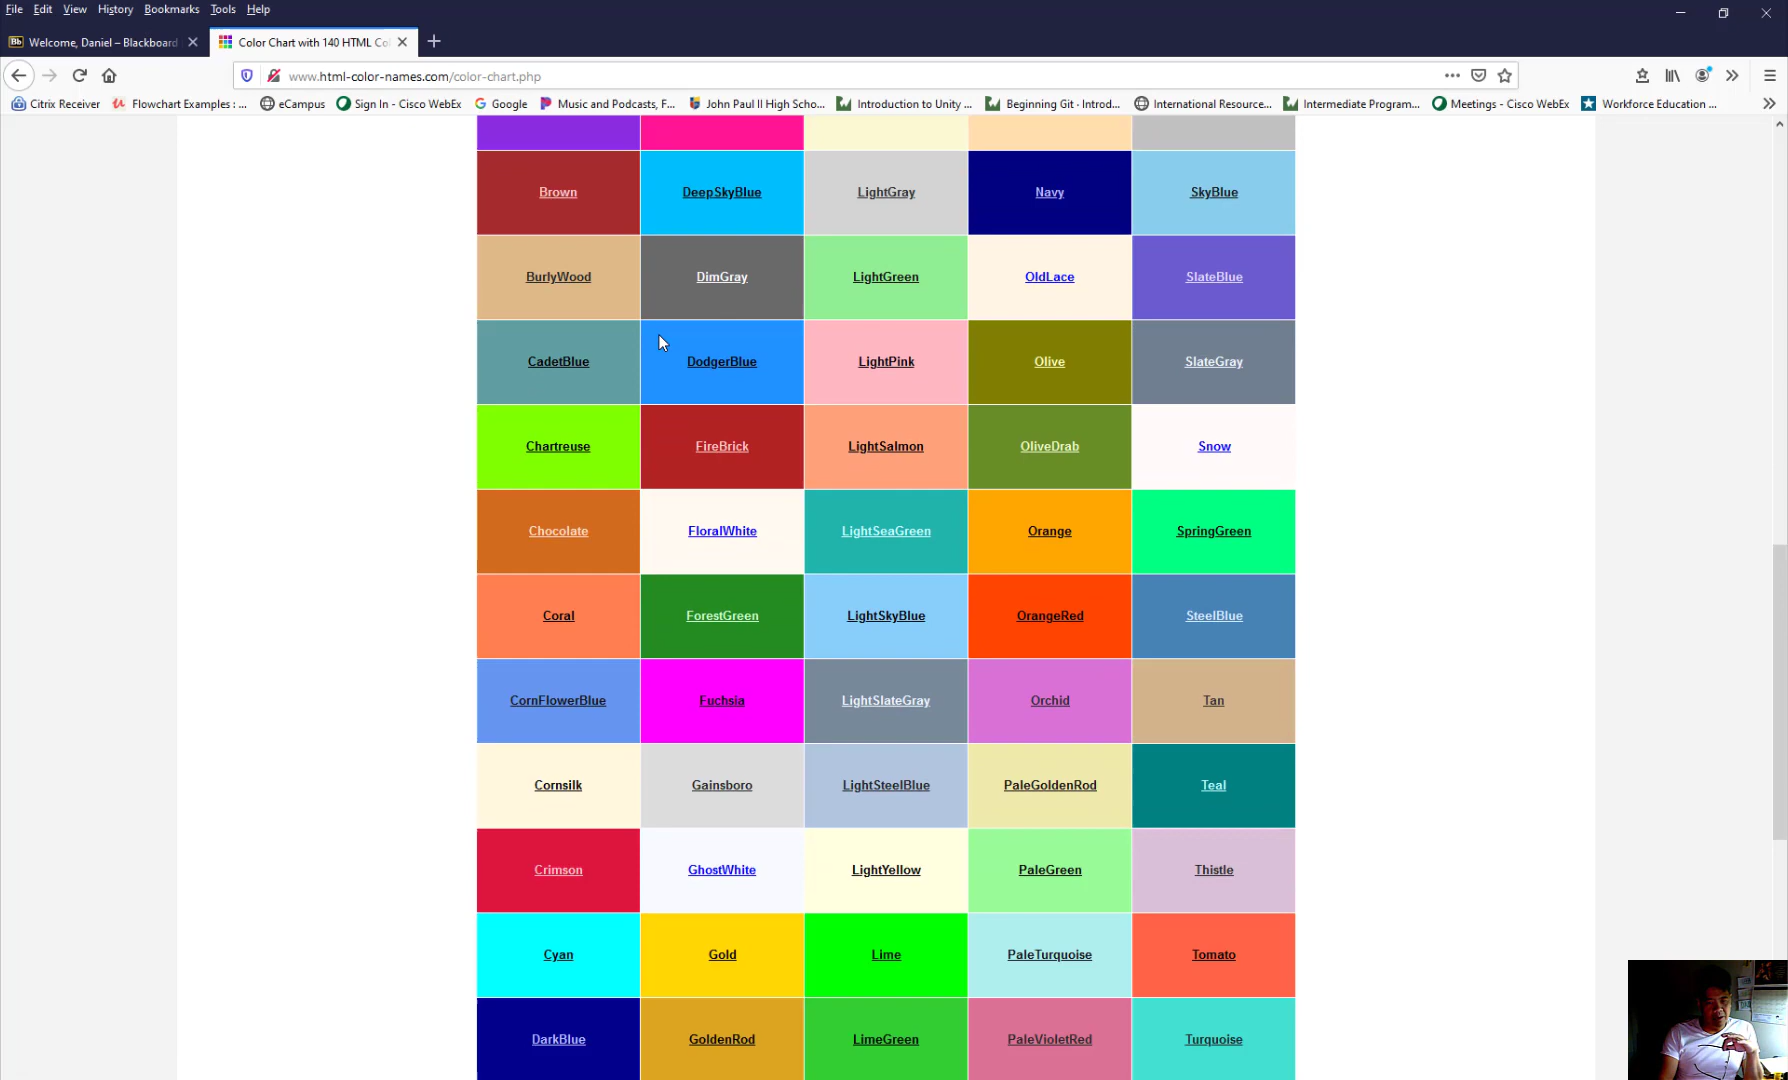 File Edit View History Bookmarks Tools Help
Bb Welcome, Daniel – Blackboard
Color Chart with 140 HTML Co
www.html-color-names.com/color-chart.php
Citrix Receiver Flowchart Examples : ... eCampus Sign In - Cisco WebEx Google Music and Podcasts, F... John Paul II High Scho... Introduction to Unity ... Beginning Git - Introd... International Resource... Intermediate Program... Meetings - Cisco WebEx Workforce Education ...
Brown DeepSkyBlue LightGray Navy SkyBlue
BurlyWood DimGray LightGreen OldLace SlateBlue
CadetBlue DodgerBlue LightPink Olive SlateGray
Chartreuse FireBrick LightSalmon OliveDrab Snow
Chocolate FloralWhite LightSeaGreen Orange SpringGreen
Coral ForestGreen LightSkyBlue OrangeRed SteelBlue
CornFlowerBlue Fuchsia LightSlateGray Orchid Tan
Cornsilk Gainsboro LightSteelBlue PaleGoldenRod Teal
Crimson GhostWhite LightYellow PaleGreen Thistle
Cyan Gold Lime PaleTurquoise Tomato
DarkBlue GoldenRod LimeGreen PaleVioletRed Turquoise